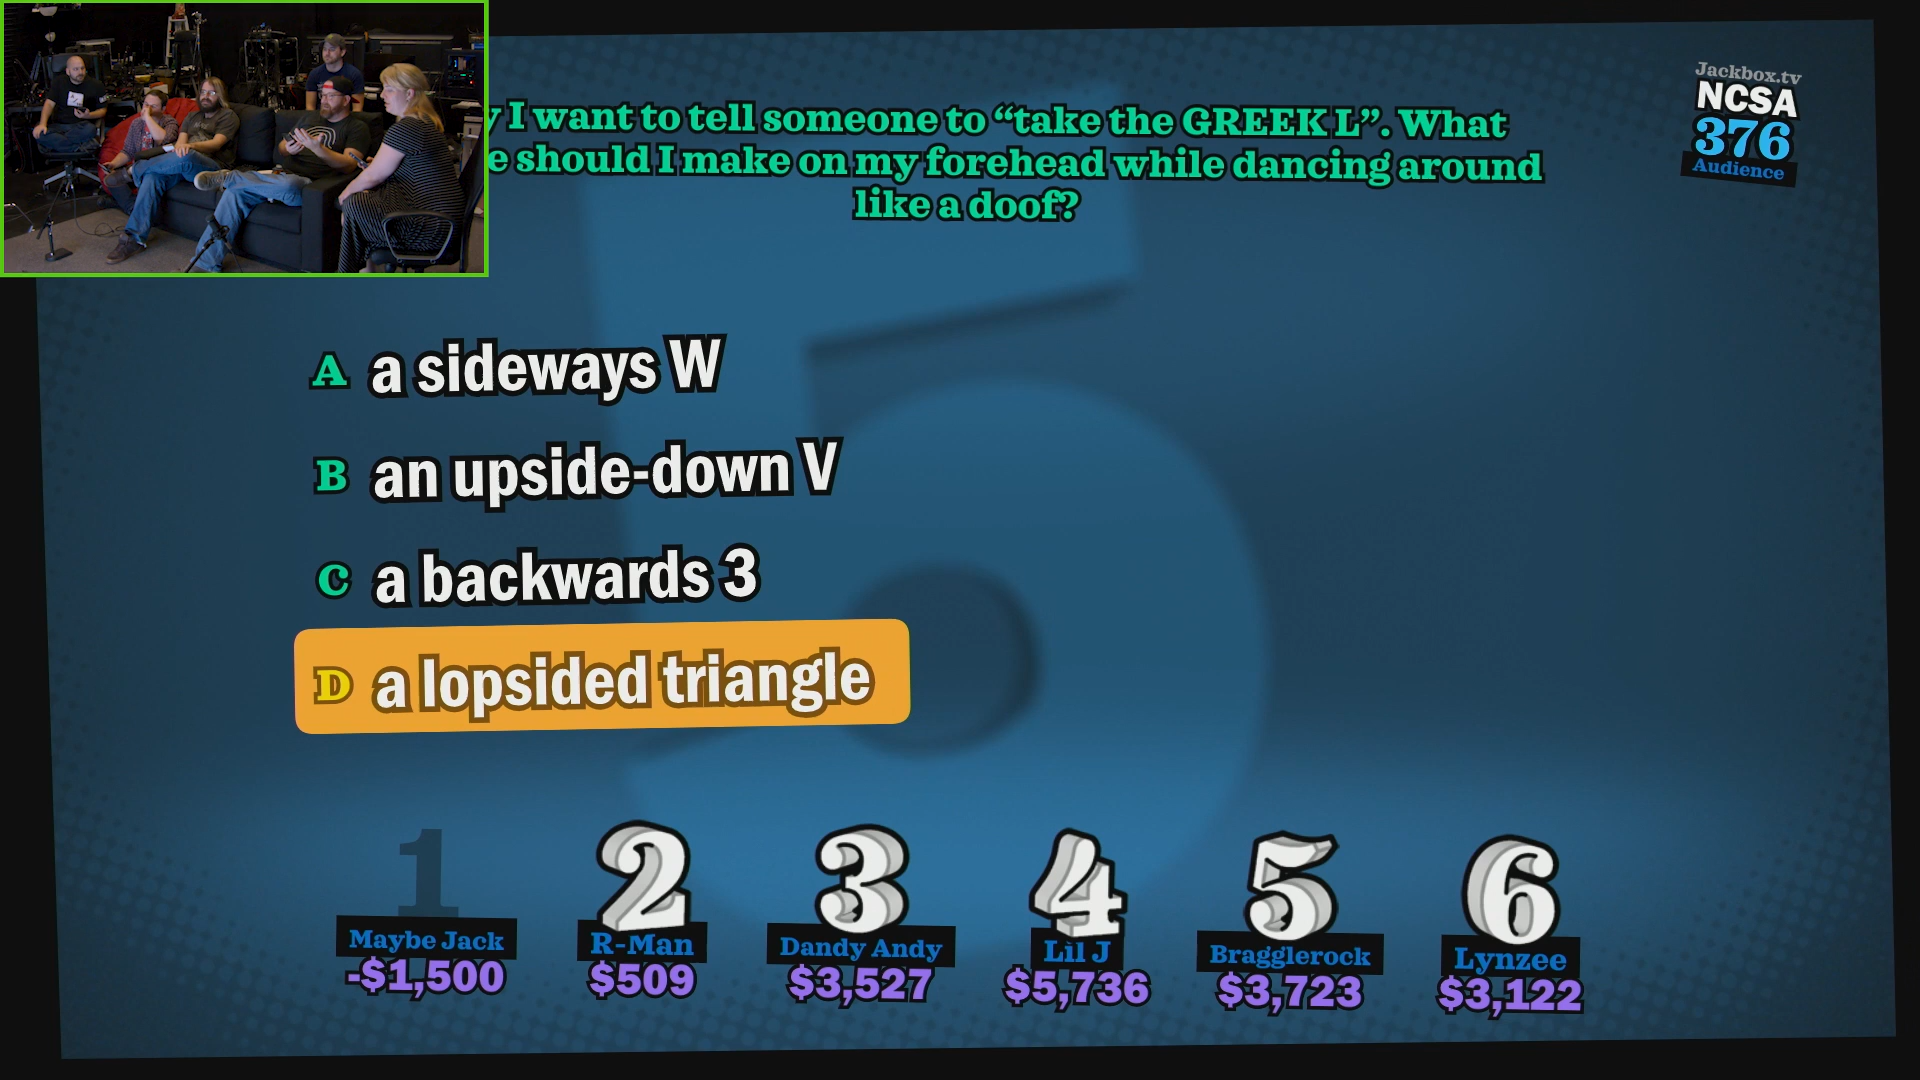 Jackbox.tv
NCSA
376
Audience
I want to tell someone to “take the GREEK L”. What
should I make on my forehead while dancing around
like a doof?
A a sideways W
B an upside-down V
C a backwards 3
D a lopsided triangle
1 2 3 4 5 6
Maybe Jack R-Man Dandy Andy Lìl J Bragglerock Lynzee
-$1,500 $509 $3,527 $5,736 $3,723 $3,122